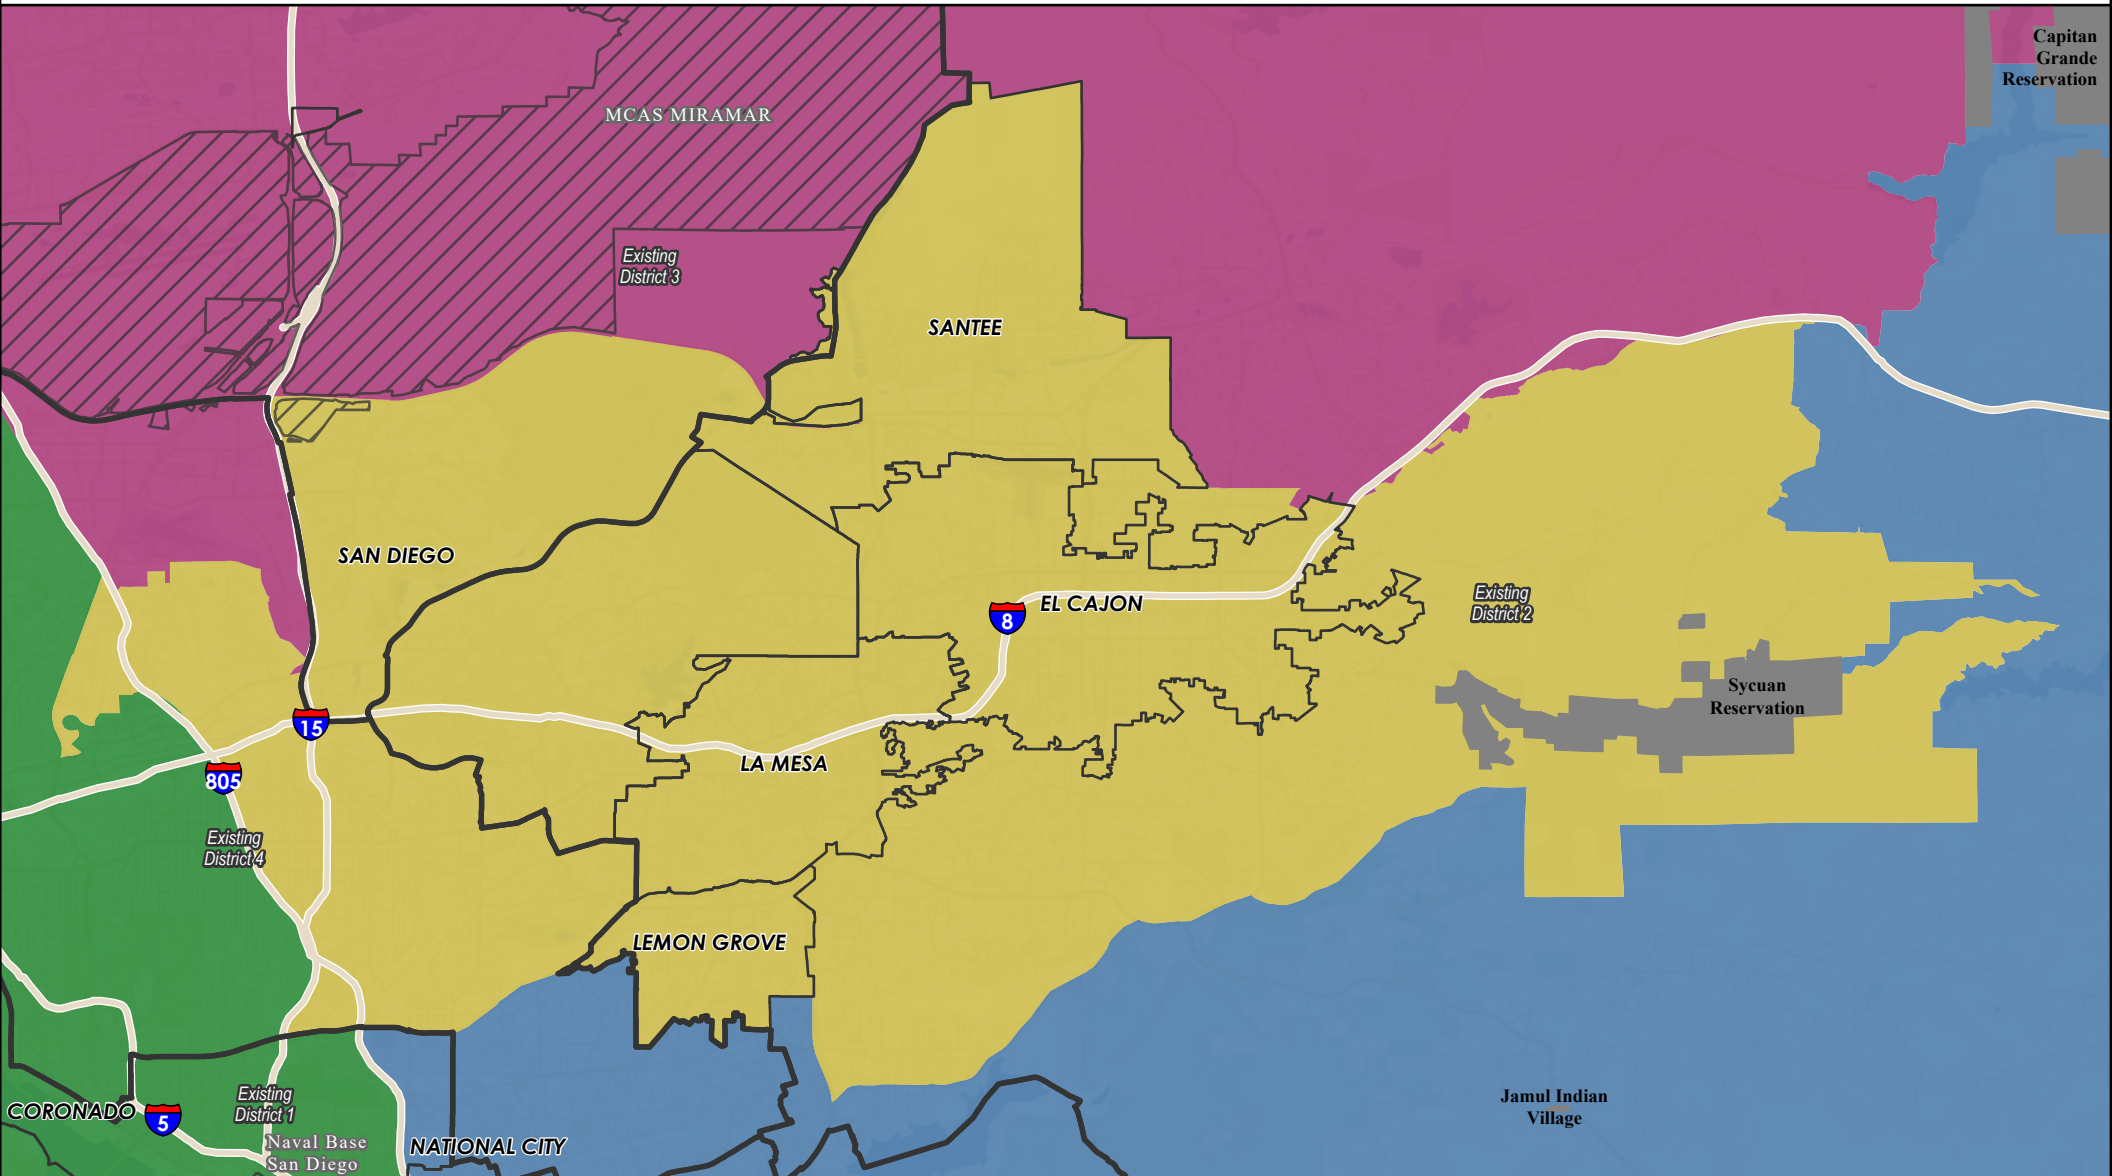 Capitan
Grande
Reservation
MCAS MIRAMAR
Existing
District 3
SANTEE
SAN DIEGO
8
EL CAJON
Existing
District 2
Sycuan
Reservation
15
LA MESA
805
Existing
District 4
LEMON GROVE
Existing
District 1
CORONADO
5
Jamul Indian
Village
Naval Base
San Diego
NATIONAL CITY